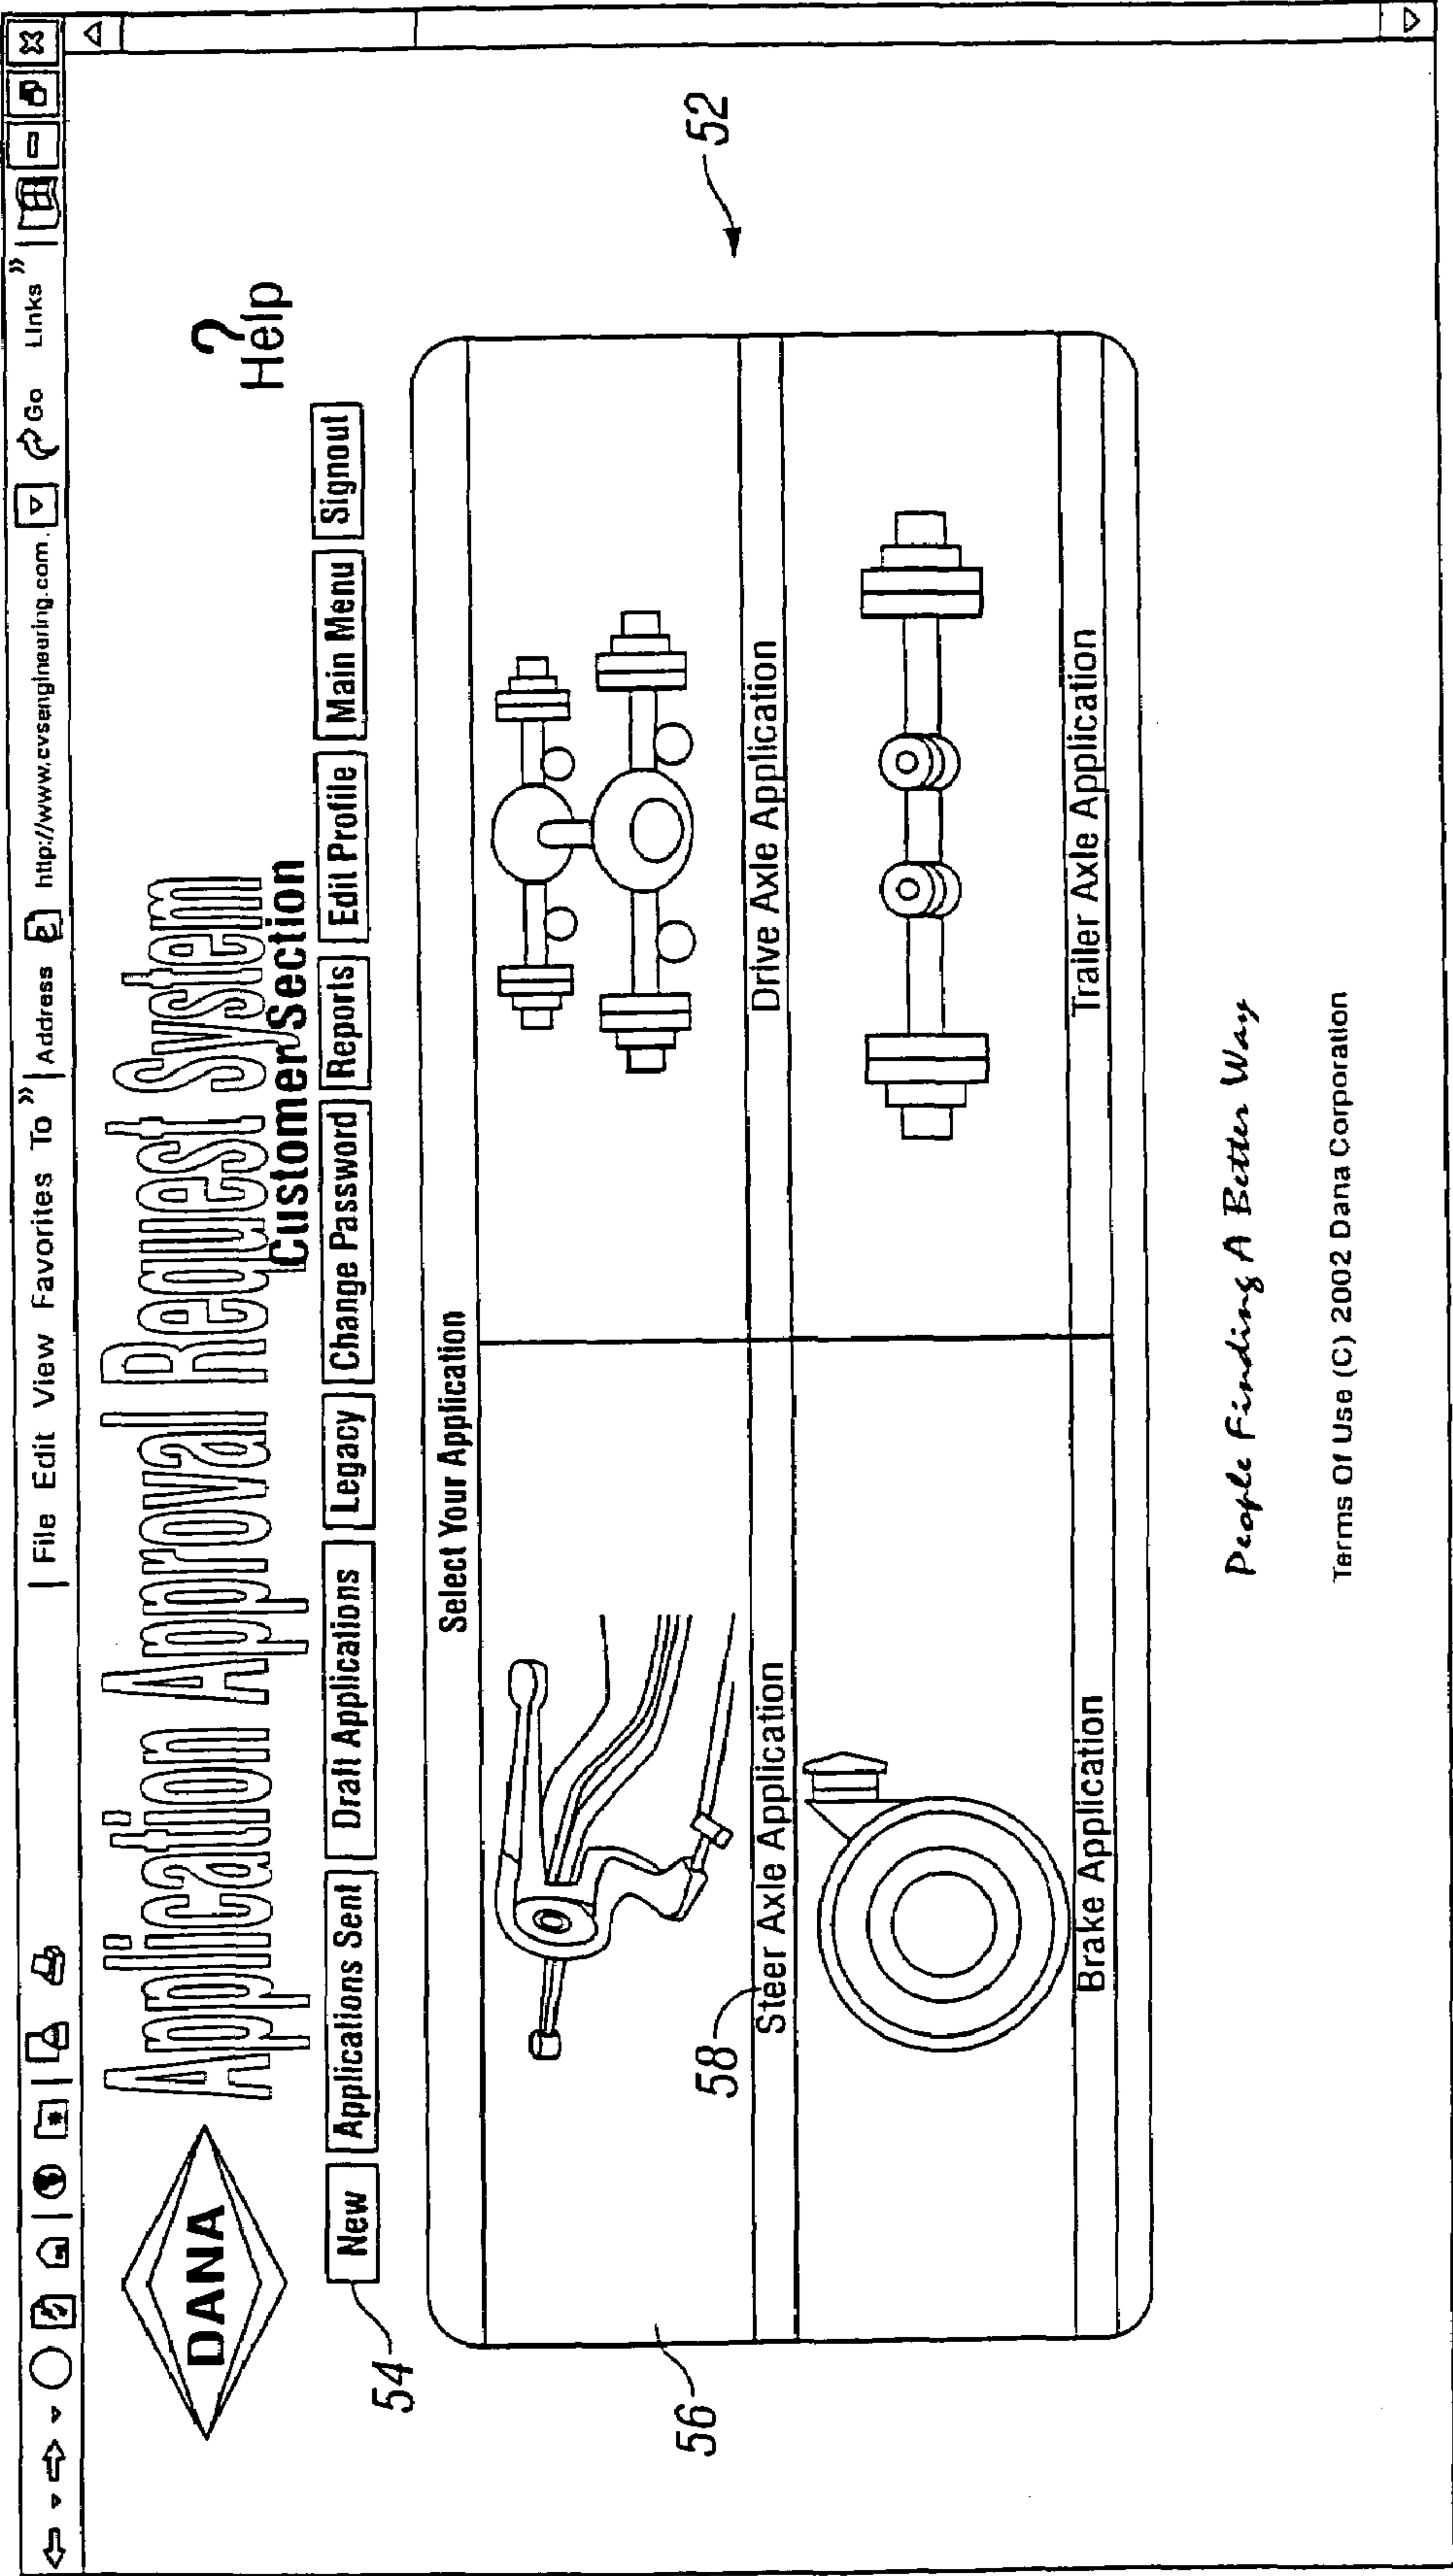 File Edit View Favorites To » Address http://www.cvsengineering.com. Go Links »
DANA
Application Approval Request System
Customer Section
? Help
New Applications Sent Draft Applications Legacy Change Password Reports Edit Profile Main Menu Signout
54
52
Select Your Application
56
58
Steer Axle Application Drive Axle Application
Brake Application Trailer Axle Application
People Finding A Better Way
Terms Of Use (C) 2002 Dana Corporation